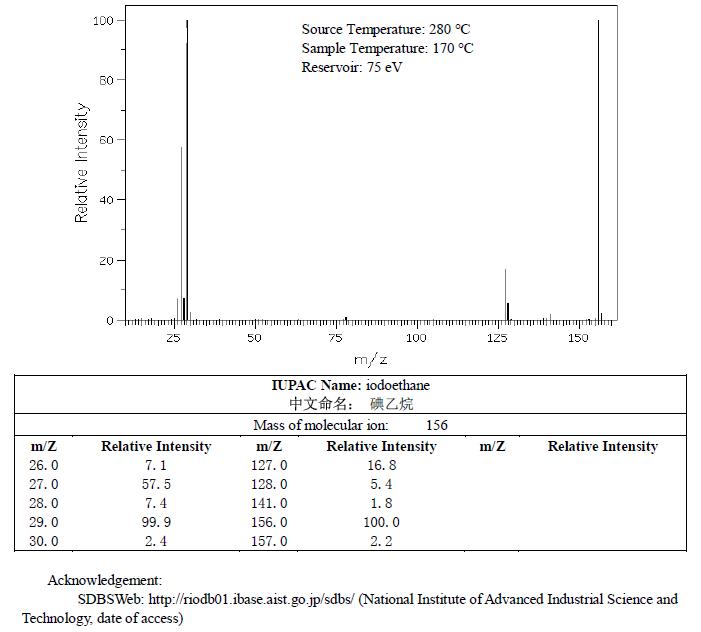 Source Temperature: 280 °C
Sample Temperature: 170 °C
Reservoir: 75 eV
100
80
60
40
20
0
Relative Intensity
25 50 75 100 125 150
m/z
IUPAC Name: iodoethane
中文命名： 碘乙烷
Mass of molecular ion: 156
m/Z Relative Intensity m/Z Relative Intensity m/Z Relative Intensity
26.0 7.1 127.0 16.8
27.0 57.5 128.0 5.4
28.0 7.4 141.0 1.8
29.0 99.9 156.0 100.0
30.0 2.4 157.0 2.2
Acknowledgement:
SDBSWeb: http://riodb01.ibase.aist.go.jp/sdbs/ (National Institute of Advanced Industrial Science and
Technology, date of access)